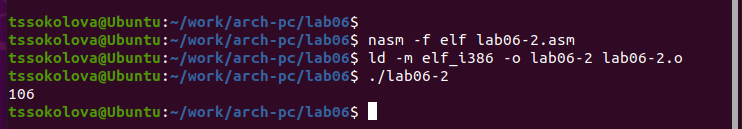 tssokolova@Ubuntu:~/work/arch-pc/lab06$
tssokolova@Ubuntu:~/work/arch-pc/lab06$ nasm -f elf lab06-2.asm
tssokolova@Ubuntu:~/work/arch-pc/lab06$ ld -m elf_i386 -o lab06-2 lab06-2.o
tssokolova@Ubuntu:~/work/arch-pc/lab06$ ./lab06-2
106
tssokolova@Ubuntu:~/work/arch-pc/lab06$